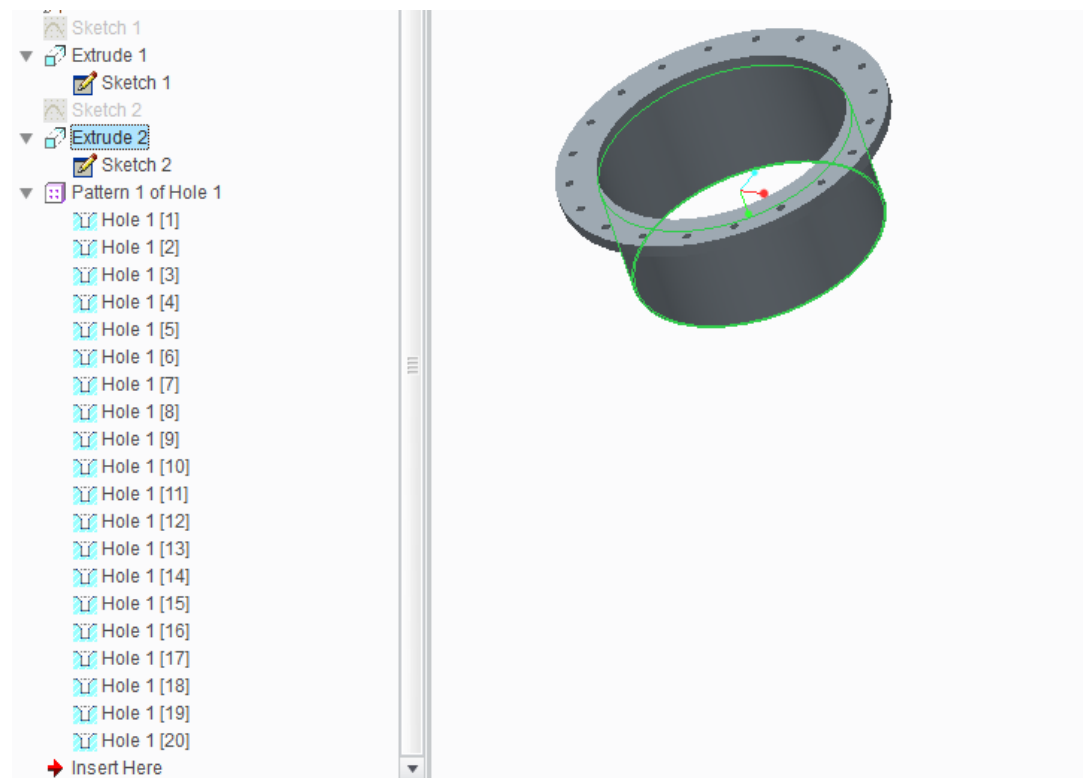 Sketch 1
Extrude 1
Sketch 1
Sketch 2
Extrude 2
Sketch 2
Pattern 1 of Hole 1
Hole 1 [1]
Hole 1 [2]
Hole 1 [3]
Hole 1 [4]
Hole 1 [5]
Hole 1 [6]
Hole 1 [7]
Hole 1 [8]
Hole 1 [9]
Hole 1 [10]
Hole 1 [11]
Hole 1 [12]
Hole 1 [13]
Hole 1 [14]
Hole 1 [15]
Hole 1 [16]
Hole 1 [17]
Hole 1 [18]
Hole 1 [19]
Hole 1 [20]
Insert Here